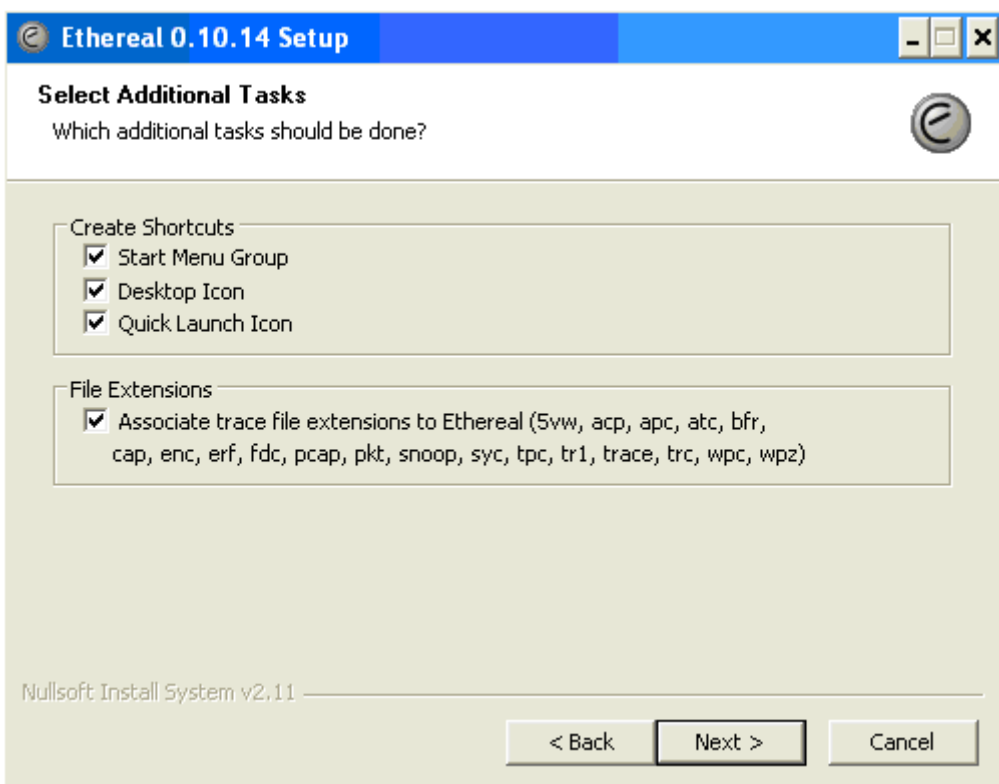 Ethereal 0.10.14 Setup
Select Additional Tasks
Which additional tasks should be done?
Create Shortcuts
Start Menu Group
Desktop Icon
Quick Launch Icon
File Extensions
Associate trace file extensions to Ethereal (5vw, acp, apc, atc, bfr,
cap, enc, erf, fdc, pcap, pkt, snoop, syc, tpc, tr1, trace, trc, wpc, wpz)
Nullsoft Install System v2.11
< Back Next > Cancel